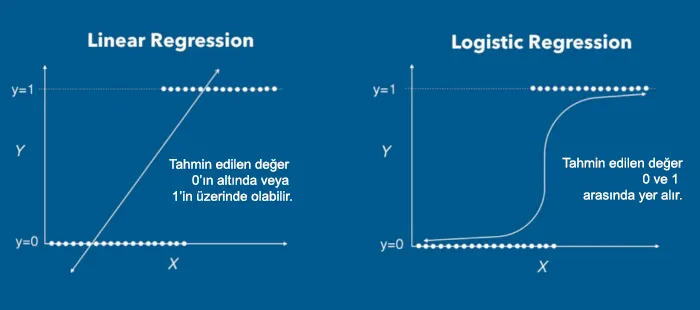 Linear Regression
y=1
Y
Tahmin edilen değer
0'ın altında veya
1'in üzerinde olabilir.
y=0
X
Logistic Regression
y=1
Y
Tahmin edilen değer
0 ve 1
arasında yer alır.
y=0
X